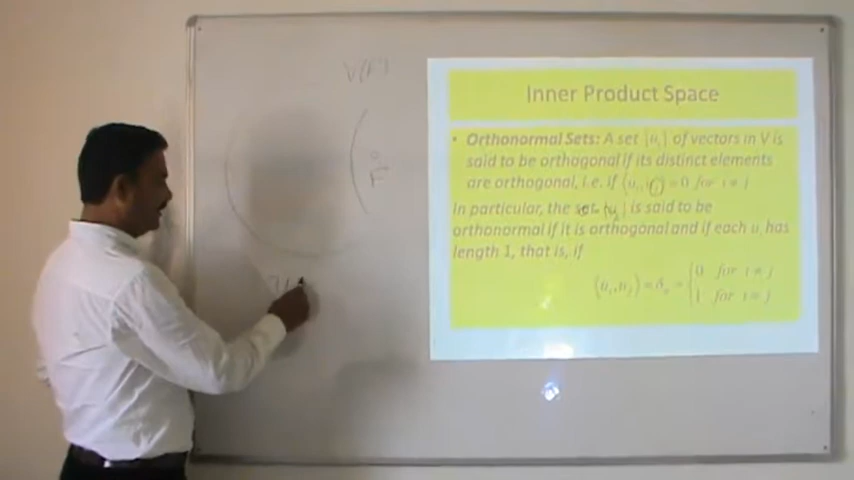 V(F)
F
Inner Product Space
• Orthonormal Sets: A set {uᵢ} of vectors in V is
said to be orthogonal if its distinct elements
are orthogonal, i.e. if = 0 for i ≠ j
In particular, the set {uᵢ} is said to be
orthonormal if it is orthogonal and if each uᵢ has
length 1, that is, if
⟨uᵢ, uⱼ⟩ = δᵢⱼ = {0 for i ≠ j
1 for i = j